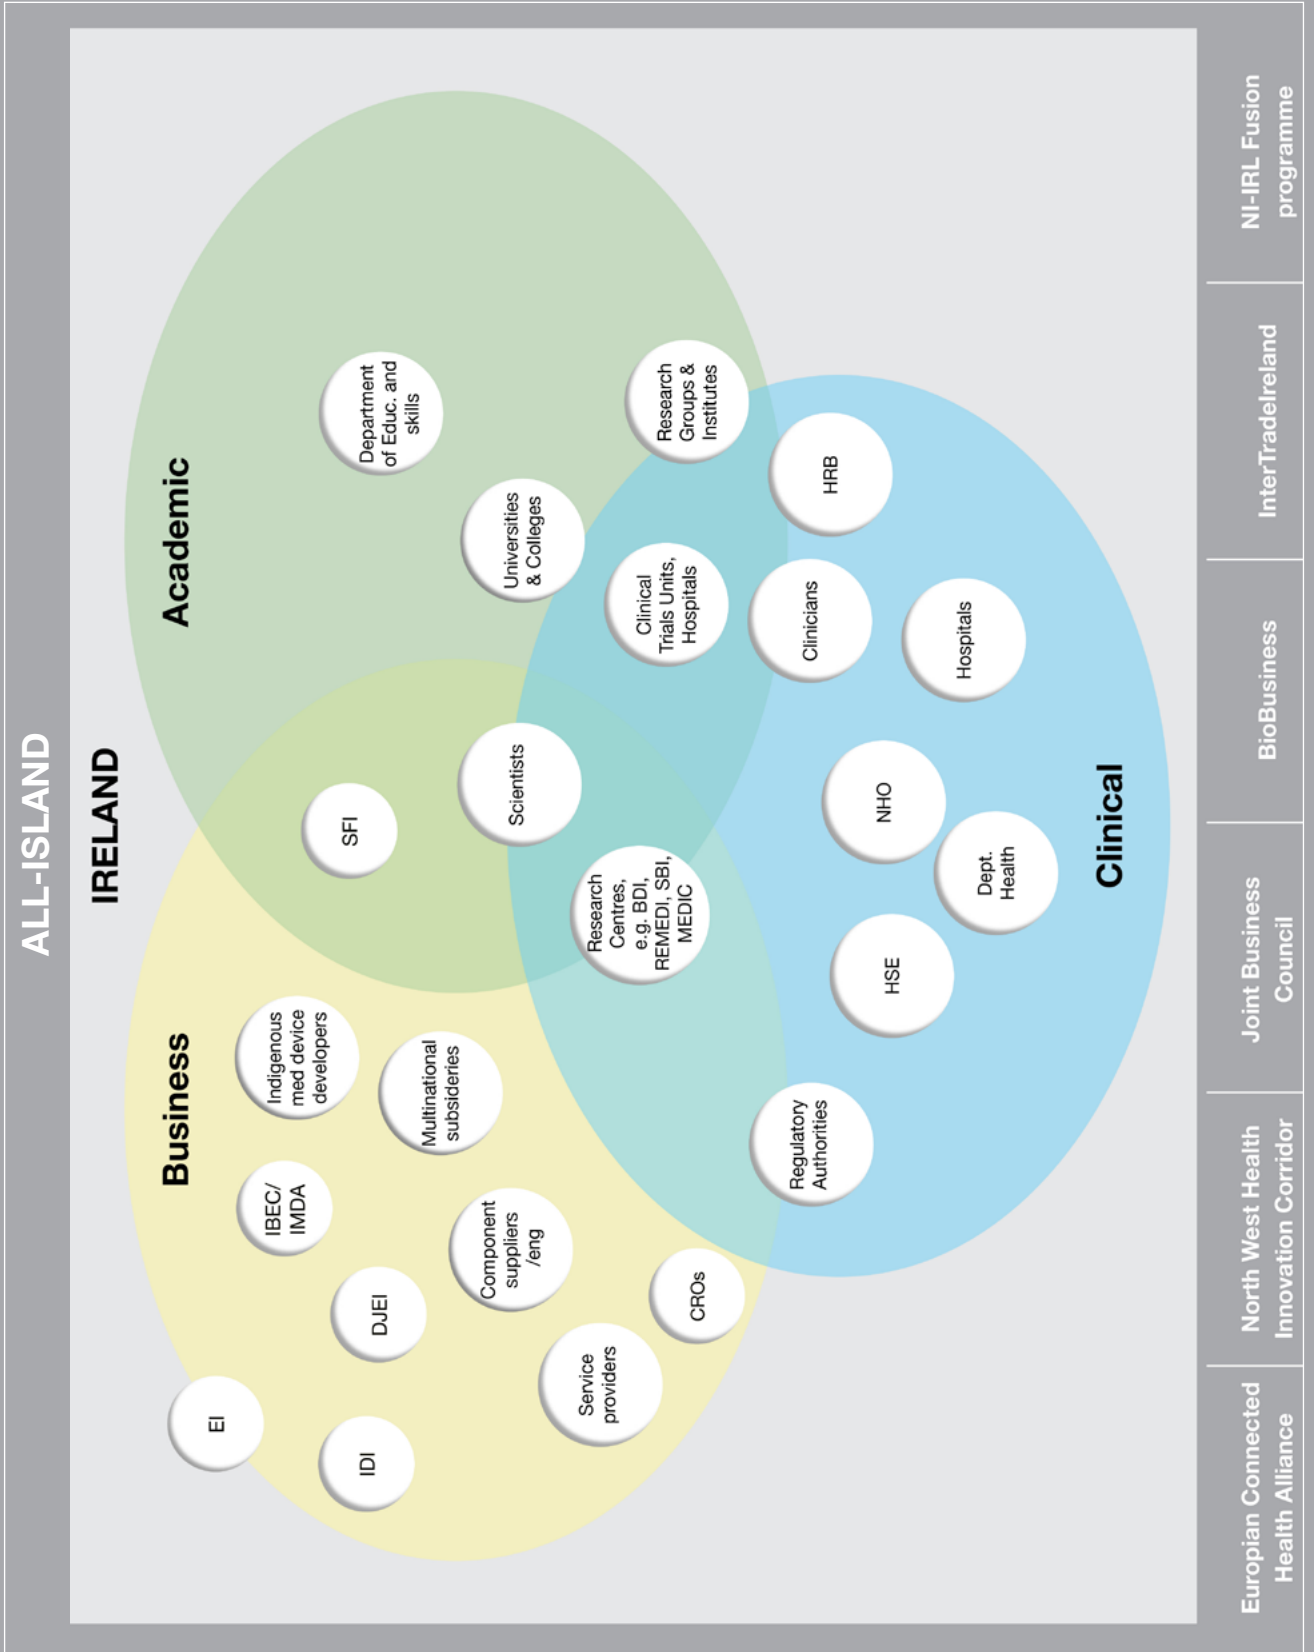 ALL-ISLAND
IRELAND
Business
Academic
EI
IDI
DJEI
IBEC/
IMDA
Indigenous
med device
developers
Multinational
subsideries
Component
suppliers
/eng
Service
providers
CROs
SFI
Scientists
Department
of Educ. and
skills
Universities
& Colleges
Research
Groups &
Institutes
Clinical
Trials Units,
Hospitals
Research
Centres,
e.g. BDI,
REMEDI, SBI,
MEDIC
Regulatory
Authorities
HSE
NHO
Dept.
Health
Clinicians
HRB
Hospitals
Clinical
Europian Connected
Health Alliance
North West Health
Innovation Corridor
Joint Business
Council
BioBusiness
InterTradeIreland
NI-IRL Fusion
programme